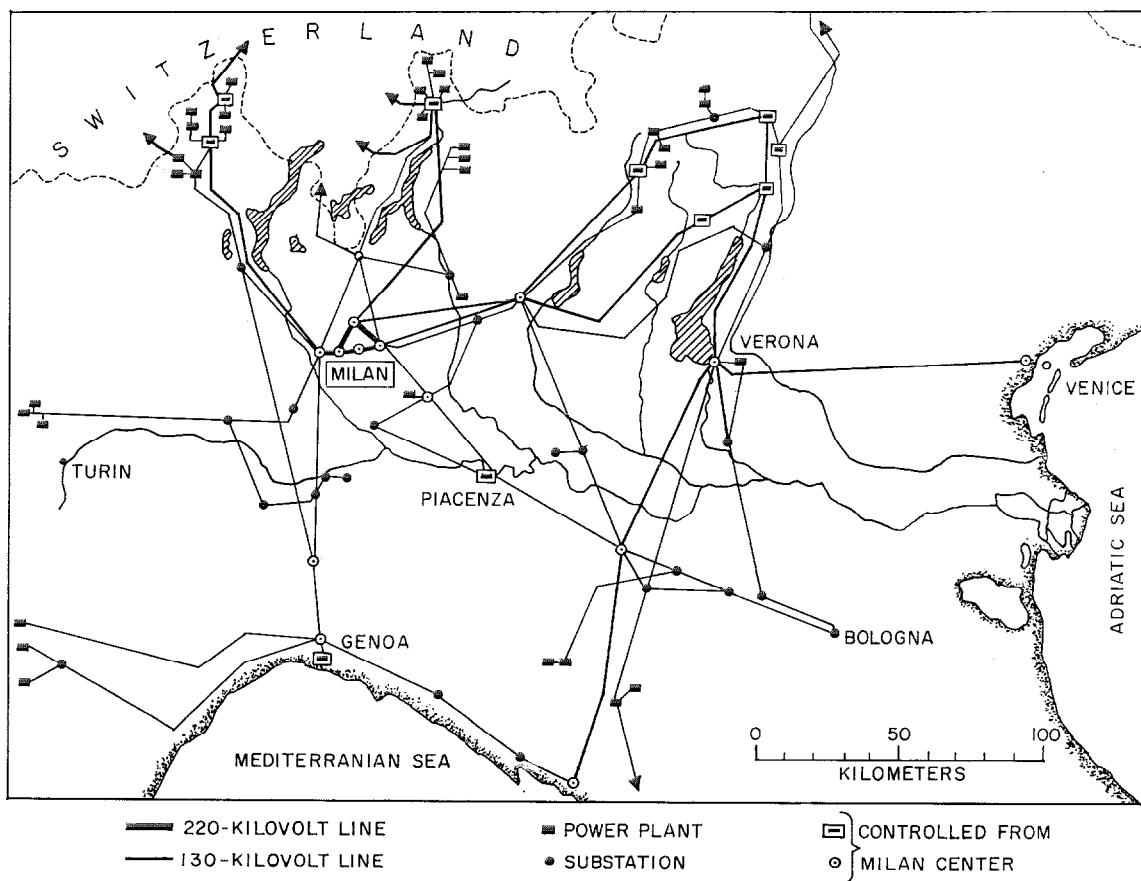 SWITZERLAND
VERONA
MILAN
VENICE
TURIN
PIACENZA
ADRIATIC SEA
GENOA
BOLOGNA
MEDITERRANIAN SEA
0 50 100
KILOMETERS
220-KILOVOLT LINE
POWER PLANT
CONTROLLED FROM
130-KILOVOLT LINE
SUBSTATION
MILAN CENTER